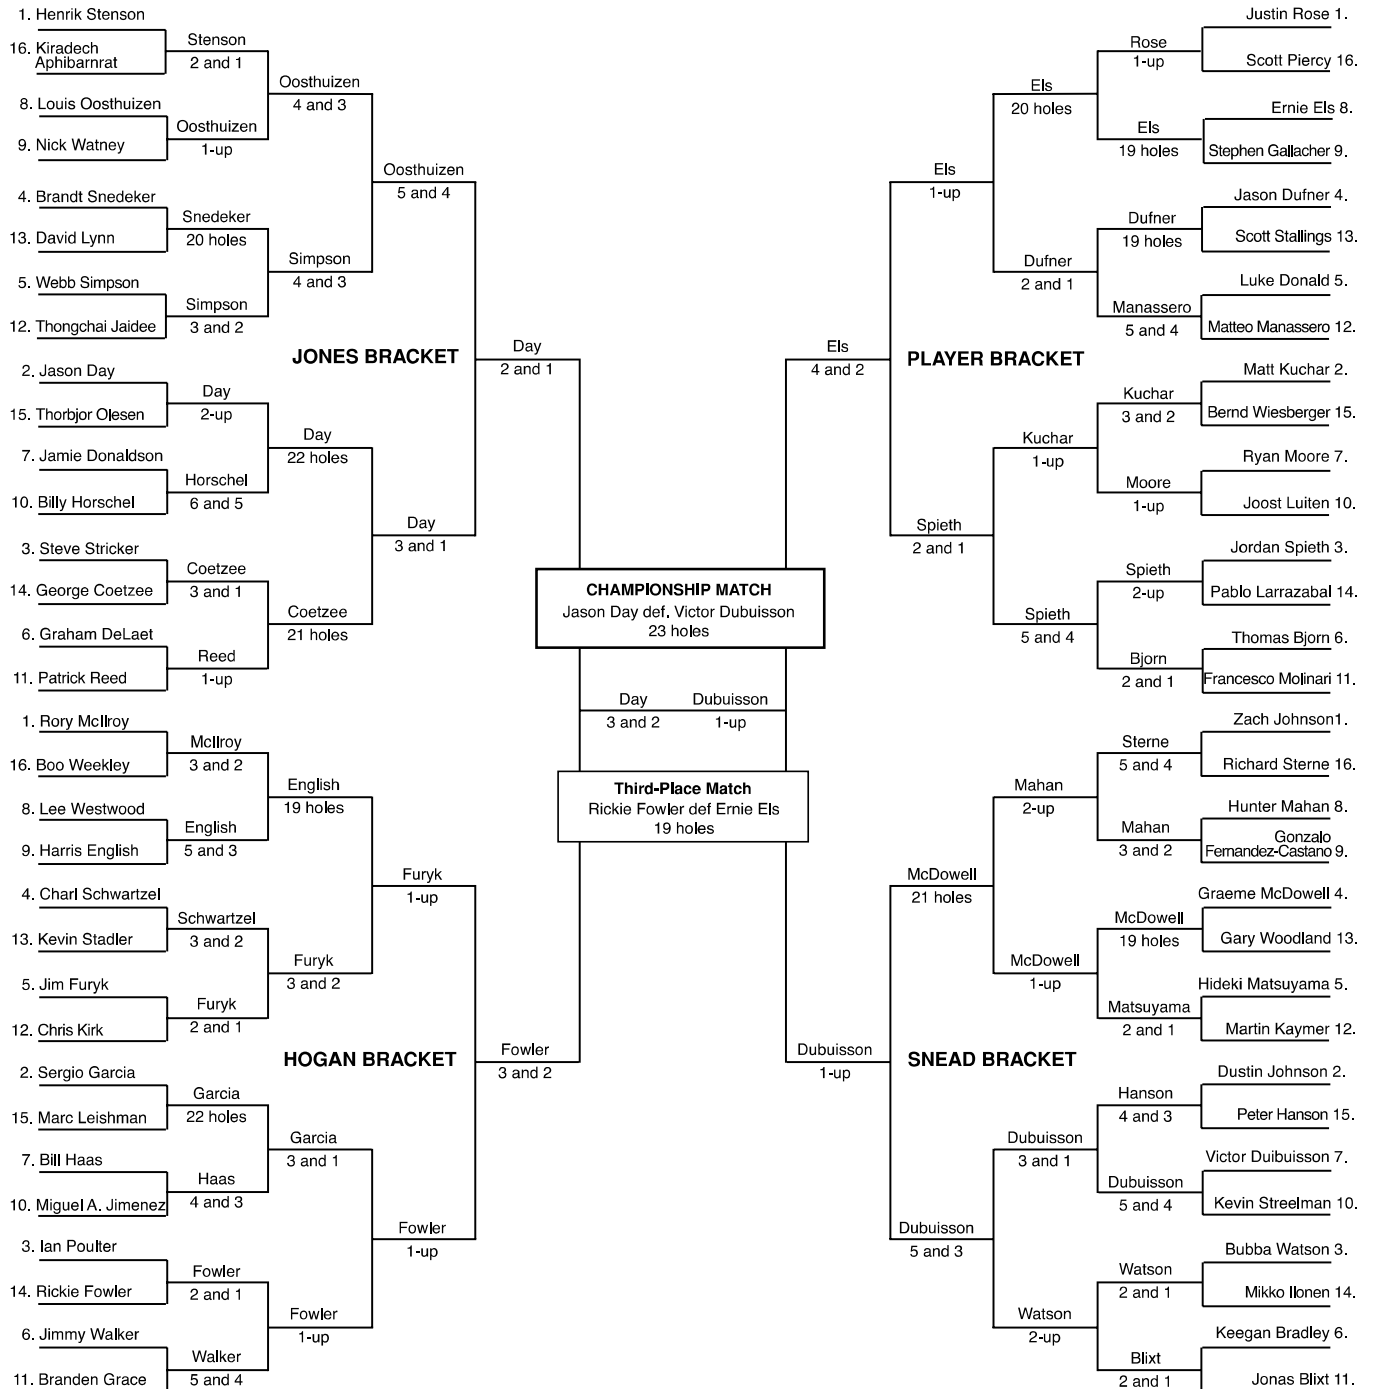 1. Henrik Stenson
16. Kiradech
Aphibarnrat
Stenson
2 and 1
8. Louis Oosthuizen
9. Nick Watney
Oosthuizen
1-up
Oosthuizen
4 and 3
4. Brandt Snedeker
13. David Lynn
Snedeker
20 holes
5. Webb Simpson
12. Thongchai Jaidee
Simpson
3 and 2
Simpson
4 and 3
Oosthuizen
5 and 4
JONES BRACKET
2. Jason Day
15. Thorbjor Olesen
Day
2-up
7. Jamie Donaldson
10. Billy Horschel
Horschel
6 and 5
Day
22 holes
3. Steve Stricker
14. George Coetzee
Coetzee
3 and 1
6. Graham DeLaet
11. Patrick Reed
Reed
1-up
Coetzee
21 holes
Day
3 and 1
Day
2 and 1
1. Rory McIlroy
16. Boo Weekley
McIlroy
3 and 2
8. Lee Westwood
9. Harris English
English
5 and 3
English
19 holes
4. Charl Schwartzel
13. Kevin Stadler
Schwartzel
3 and 2
5. Jim Furyk
12. Chris Kirk
Furyk
2 and 1
Furyk
3 and 2
Furyk
1-up
HOGAN BRACKET
2. Sergio Garcia
15. Marc Leishman
Garcia
22 holes
7. Bill Haas
10. Miguel A. Jimenez
Haas
4 and 3
Garcia
3 and 1
3. Ian Poulter
14. Rickie Fowler
Fowler
2 and 1
6. Jimmy Walker
11. Branden Grace
Walker
5 and 4
Fowler
1-up
Fowler
1-up
Fowler
3 and 2
CHAMPIONSHIP MATCH
Jason Day def. Victor Dubuisson
23 holes
Day
3 and 2
Dubuisson
1-up
Third-Place Match
Rickie Fowler def Ernie Els
19 holes
Justin Rose 1.
Scott Piercy 16.
Rose
1-up
Ernie Els 8.
Stephen Gallacher 9.
Els
19 holes
Els
20 holes
Jason Dufner 4.
Scott Stallings 13.
Dufner
19 holes
Luke Donald 5.
Matteo Manassero 12.
Manassero
5 and 4
Dufner
2 and 1
Els
1-up
PLAYER BRACKET
Matt Kuchar 2.
Bernd Wiesberger 15.
Kuchar
3 and 2
Ryan Moore 7.
Joost Luiten 10.
Moore
1-up
Kuchar
1-up
Jordan Spieth 3.
Pablo Larrazabal 14.
Spieth
2-up
Thomas Bjorn 6.
Francesco Molinari 11.
Bjorn
2 and 1
Spieth
5 and 4
Spieth
2 and 1
Els
4 and 2
Zach Johnson1.
Richard Sterne 16.
Sterne
5 and 4
Hunter Mahan 8.
Gonzalo
Fernandez-Castano 9.
Mahan
3 and 2
Mahan
2-up
Graeme McDowell 4.
Gary Woodland 13.
McDowell
19 holes
Hideki Matsuyama 5.
Martin Kaymer 12.
Matsuyama
2 and 1
McDowell
1-up
McDowell
21 holes
SNEAD BRACKET
Dustin Johnson 2.
Peter Hanson 15.
Hanson
4 and 3
Victor Duibuisson 7.
Kevin Streelman 10.
Dubuisson
5 and 4
Dubuisson
3 and 1
Bubba Watson 3.
Mikko Ilonen 14.
Watson
2 and 1
Keegan Bradley 6.
Jonas Blixt 11.
Blixt
2 and 1
Watson
2-up
Dubuisson
5 and 3
Dubuisson
1-up